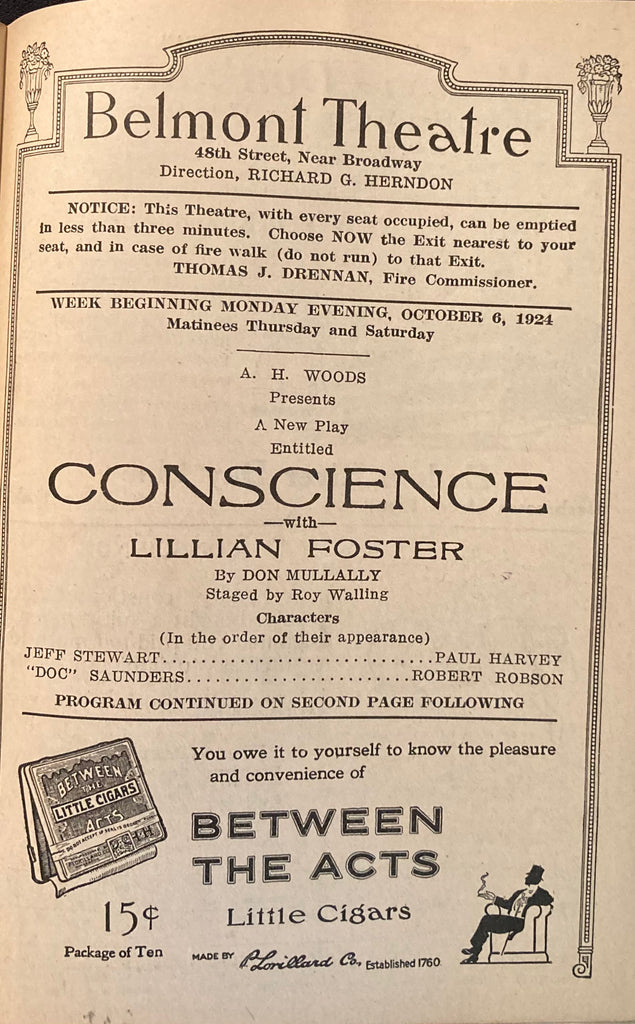 Belmont Theatre
48th Street, Near Broadway
Direction, RICHARD G. HERNDON
NOTICE: This Theatre, with every seat occupied, can be emptied
in less than three minutes. Choose NOW the Exit nearest to your
seat, and in case of fire walk (do not run) to that Exit.
THOMAS J. DRENNAN, Fire Commissioner.
WEEK BEGINNING MONDAY EVENING, OCTOBER 6, 1924
Matinees Thursday and Saturday
A. H. WOODS
Presents
A New Play
Entitled
CONSCIENCE
—with—
LILLIAN FOSTER
By DON MULLALLY
Staged by Roy Walling
Characters
(In the order of their appearance)
JEFF STEWART............................PAUL HARVEY
"DOC" SAUNDERS.......................ROBERT ROBSON
PROGRAM CONTINUED ON SECOND PAGE FOLLOWING
You owe it to yourself to know the pleasure
and convenience of
BETWEEN
THE ACTS
Little Cigars
BETWEEN
THE
LITTLE CIGARS
ACTS
15¢
Package of Ten
MADE BY P. Lorillard Co., Established 1760